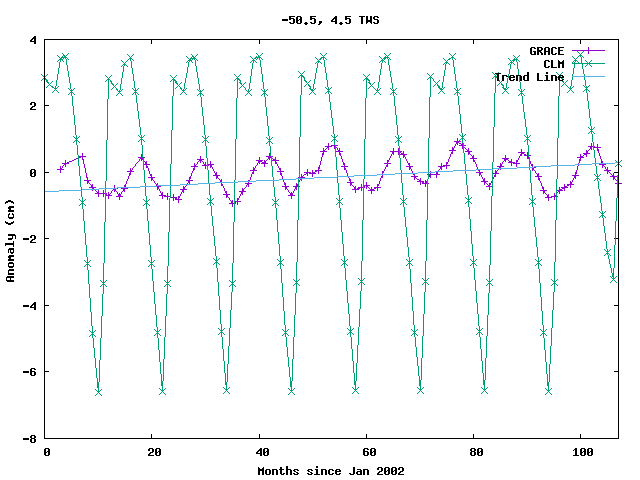 -50.5, 4.5 TWS
GRACE
CLM
Trend Line
4
2
0
-2
-4
-6
-8
Anomaly (cm)
0 20 40 60 80 100
Months since Jan 2002